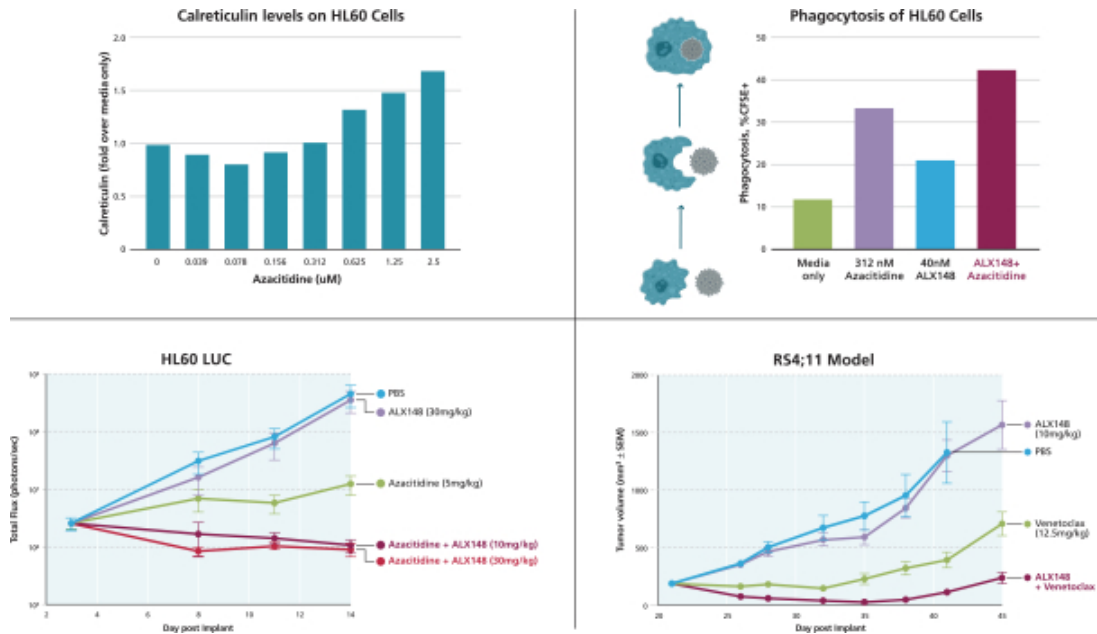 Calreticulin levels on HL60 Cells
Calreticulin (fold over media only)
2.0
1.5
1.0
0.5
0
0
0.039
0.078
0.156
0.312
0.625
1.25
2.5
Azacitidine (uM)
Phagocytosis of HL60 Cells
Phagocytosis, %CFSE+
50
40
30
20
10
0
Media
only
312 nM
Azacitidine
40nM
ALX148
ALX148+
Azacitidine
HL60 LUC
Total Flux (photons/sec)
2
4
6
8
10
12
14
Day post Implant
PBS
ALX148 (30mg/kg)
Azacitidine (5mg/kg)
Azacitidine + ALX148 (10mg/kg)
Azacitidine + ALX148 (30mg/kg)
RS4;11 Model
Tumor volume (mm³ ± SEM)
2000
1500
1000
500
0
20
25
30
35
40
45
Day post Implant
ALX148
(10mg/kg)
PBS
Venetoclax
(12.5mg/kg)
ALX148
+ Venetoclax